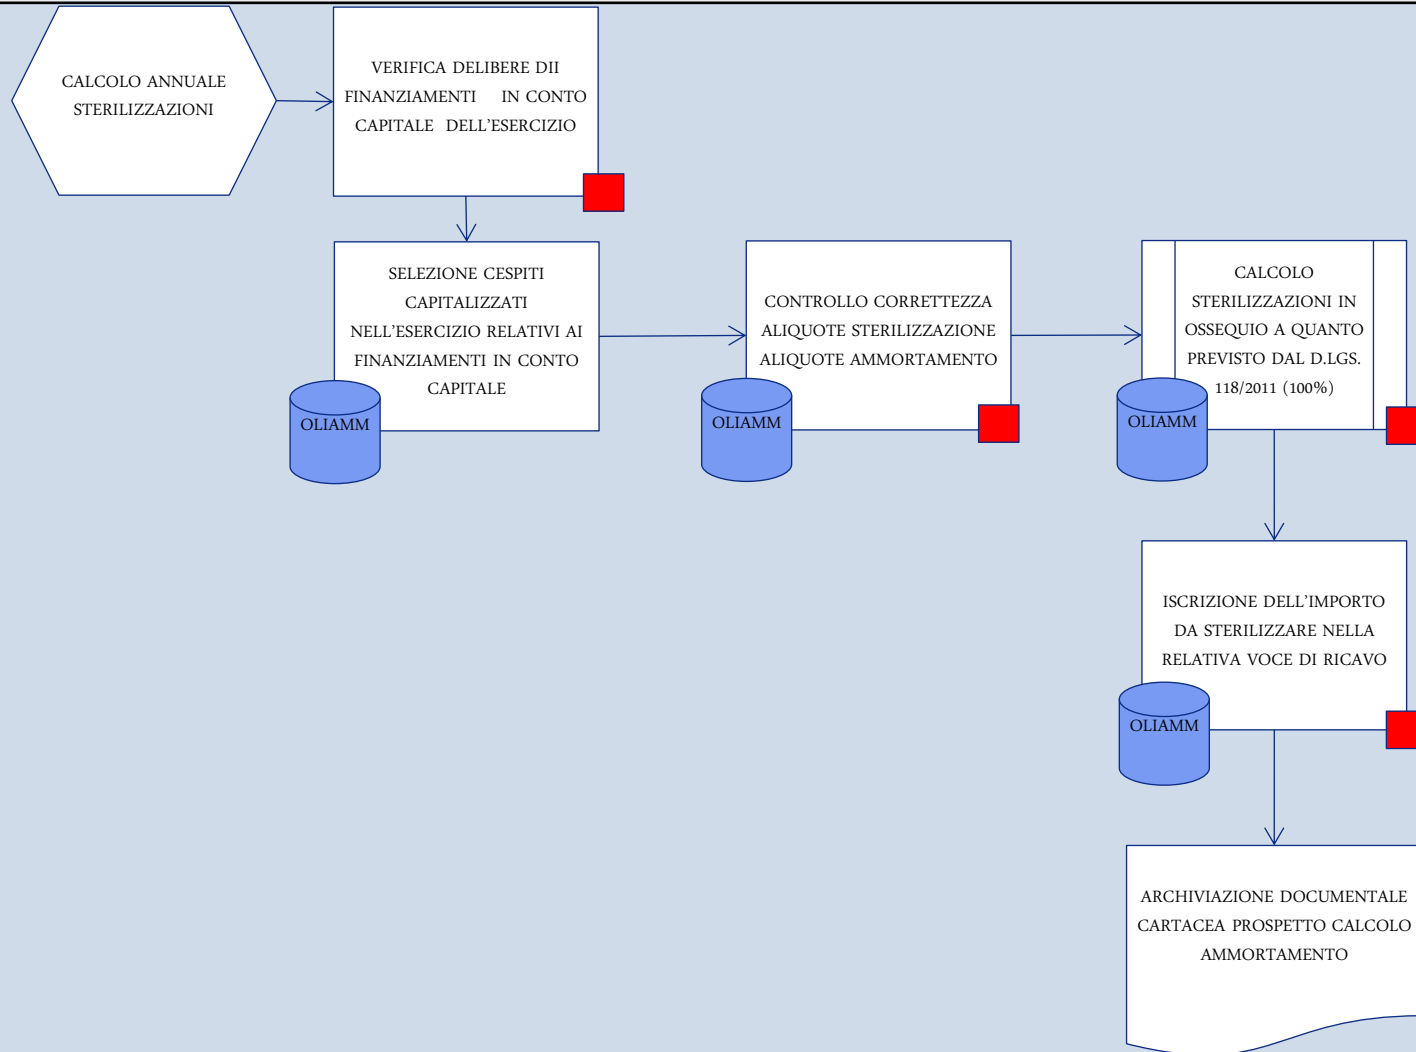 CALCOLO ANNUALE
STERILIZZAZIONI
VERIFICA DELIBERE DII
FINANZIAMENTI IN CONTO
CAPITALE DELL'ESERCIZIO
SELEZIONE CESPITI
CAPITALIZZATI
NELL'ESERCIZIO RELATIVI AI
FINANZIAMENTI IN CONTO
CAPITALE
OLIAMM
CONTROLLO CORRETTEZZA
ALIQUOTE STERILIZZAZIONE
ALIQUOTE AMMORTAMENTO
OLIAMM
CALCOLO
STERILIZZAZIONI IN
OSSEQUIO A QUANTO
PREVISTO DAL D.LGS.
118/2011 (100%)
OLIAMM
ISCRIZIONE DELL'IMPORTO
DA STERILIZZARE NELLA
RELATIVA VOCE DI RICAVO
OLIAMM
ARCHIVIAZIONE DOCUMENTALE
CARTACEA PROSPETTO CALCOLO
AMMORTAMENTO